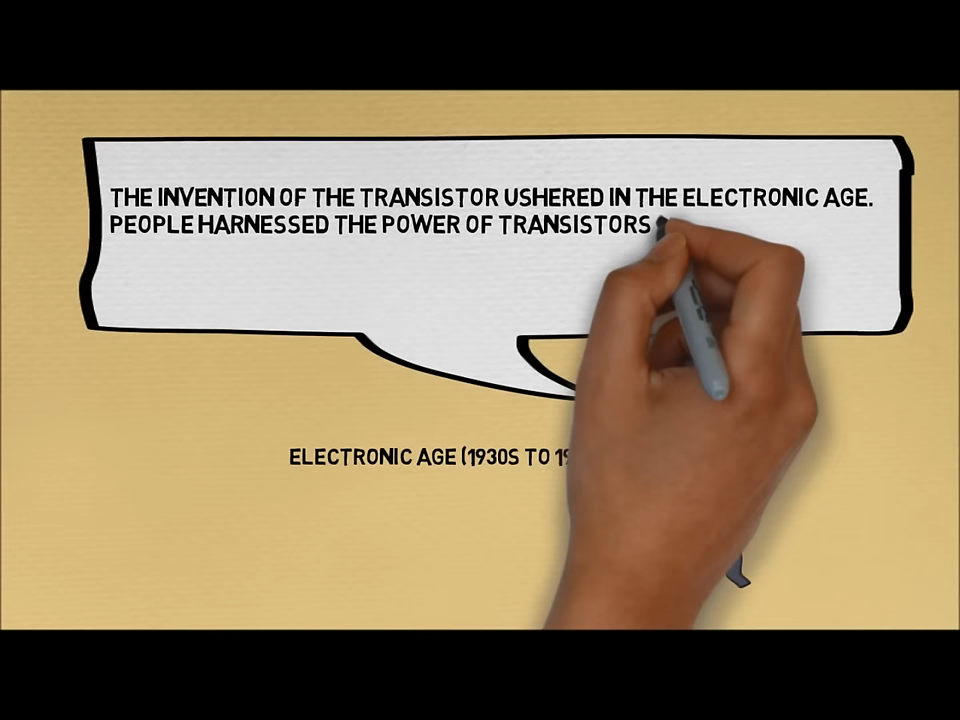 THE INVENTION OF THE TRANSISTOR USHERED IN THE ELECTRONIC AGE.
PEOPLE HARNESSED THE POWER OF TRANSISTORS
ELECTRONIC AGE (1930S TO